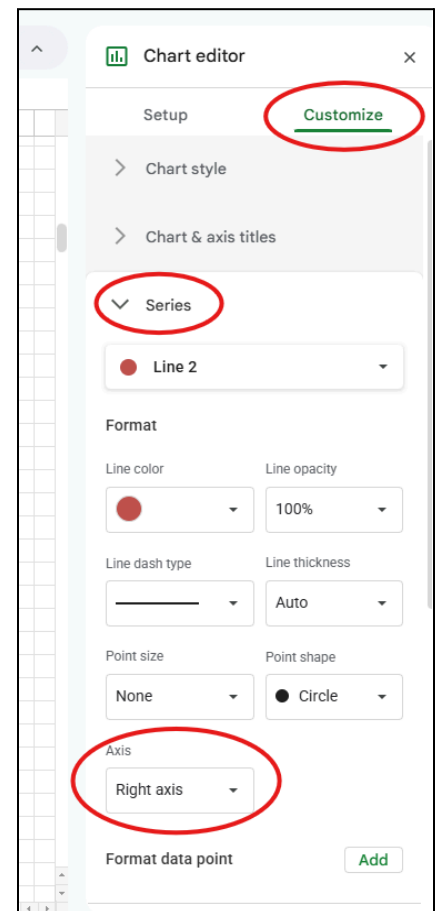 Chart editor
Setup Customize
Chart style
Chart & axis titles
Series
Line 2
Format
Line color Line opacity
100%
Line dash type Line thickness
Auto
Point size Point shape
None Circle
Axis
Right axis
Format data point Add